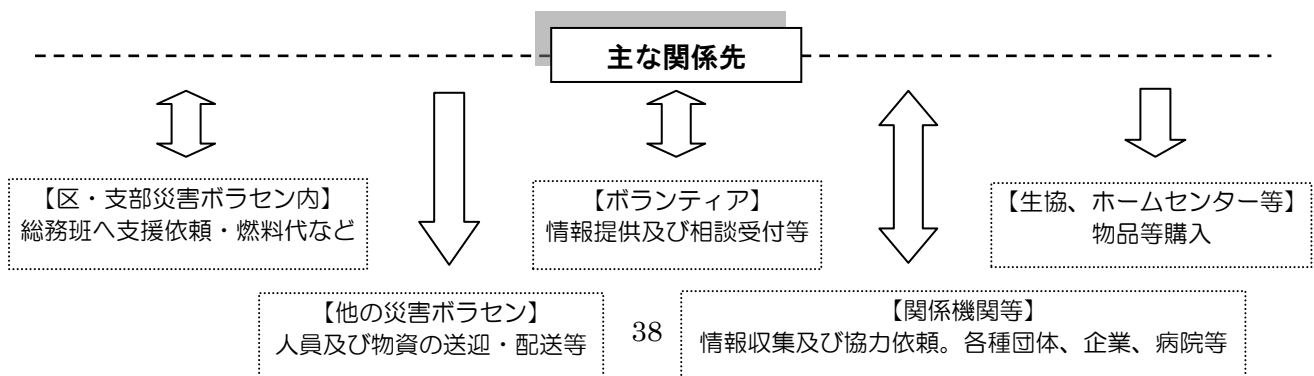 主な関係先
【区・支部災害ボラセン内】
総務班へ支援依頼・燃料代など
【ボランティア】
情報提供及び相談受付等
【生協、ホームセンター等】
物品等購入
【他の災害ボラセン】
人員及び物資の送迎・配送等
38
【関係機関等】
情報収集及び協力依頼。各種団体、企業、病院等